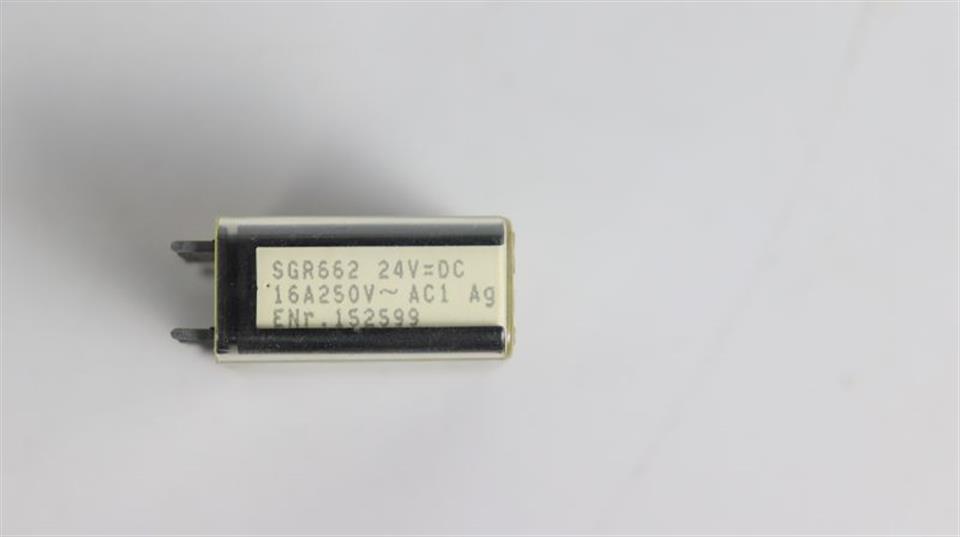 SGR662 24V=DC
16A250V~ AC1 Ag
ENr.152599